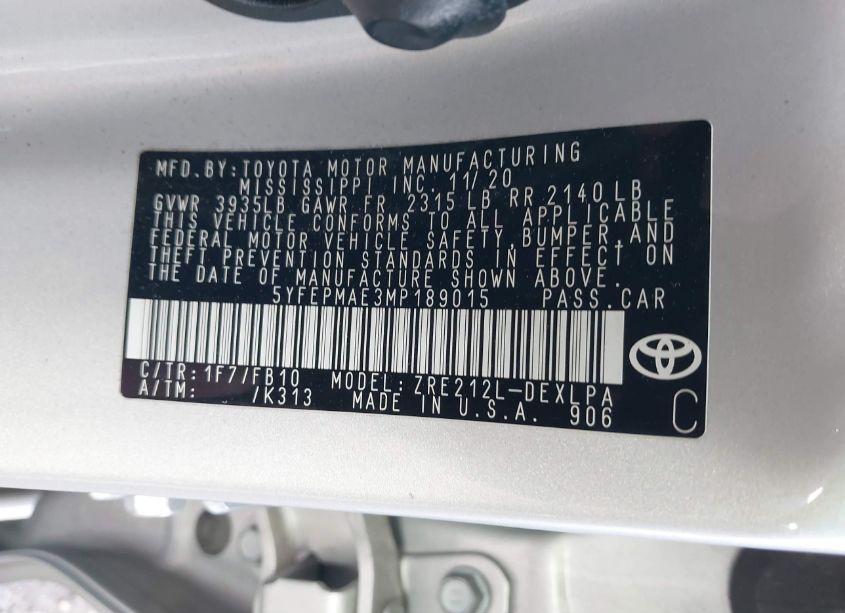 MFD. BY: TOYOTA MOTOR MANUFACTURING
MISSISSIPPI INC. 11/20
GVWR 3935LB GAWR FR 2315 LB RR 2140 LB
THIS VEHICLE CONFORMS TO ALL APPLICABLE
FEDERAL MOTOR VEHICLE SAFETY, BUMPER, AND
THEFT PREVENTION STANDARDS IN EFFECT ON
THE DATE OF MANUFACTURE SHOWN ABOVE.
5YFEPMAE3MP189015 PASS. CAR
C/TR: 1F7/FB10 MODEL: ZRE212L-DEXLPA
A/TM: /K313 MADE IN U.S.A. 906
C